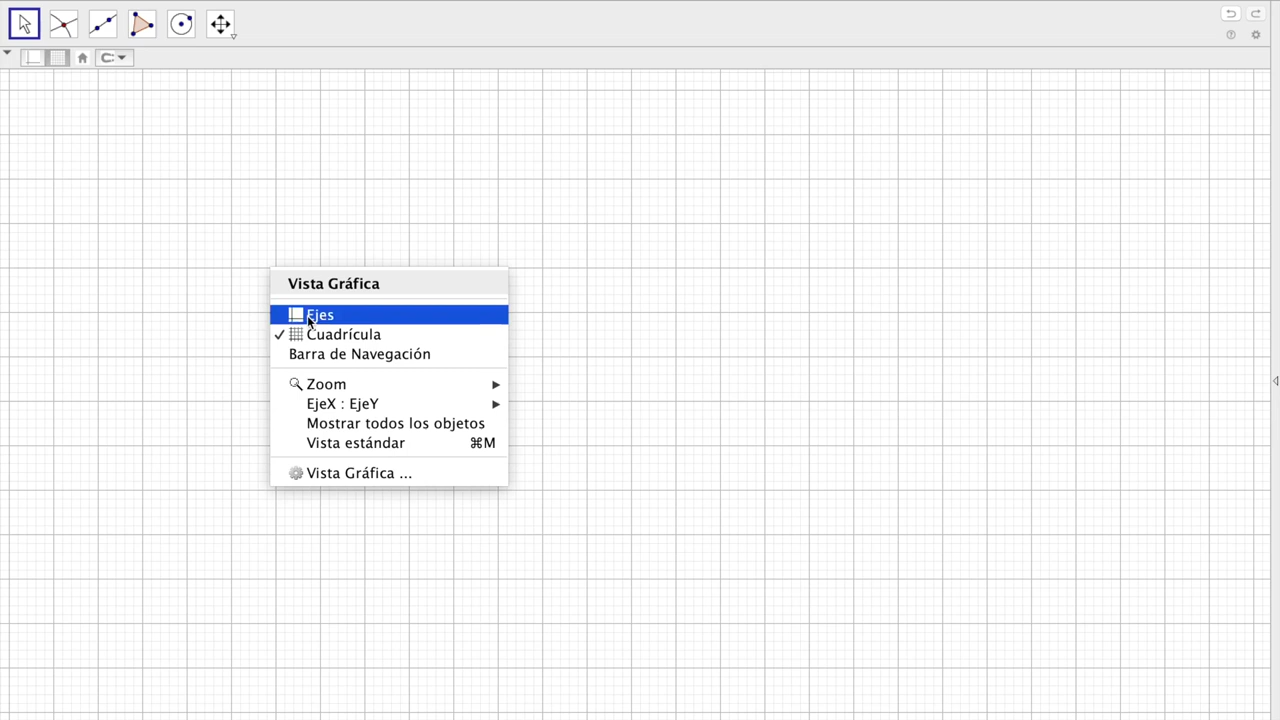 Vista Gráfica
Ejes
Cuadrícula
Barra de Navegación
Zoom
EjeX : EjeY
Mostrar todos los objetos
Vista estándar ⌘M
Vista Gráfica ...